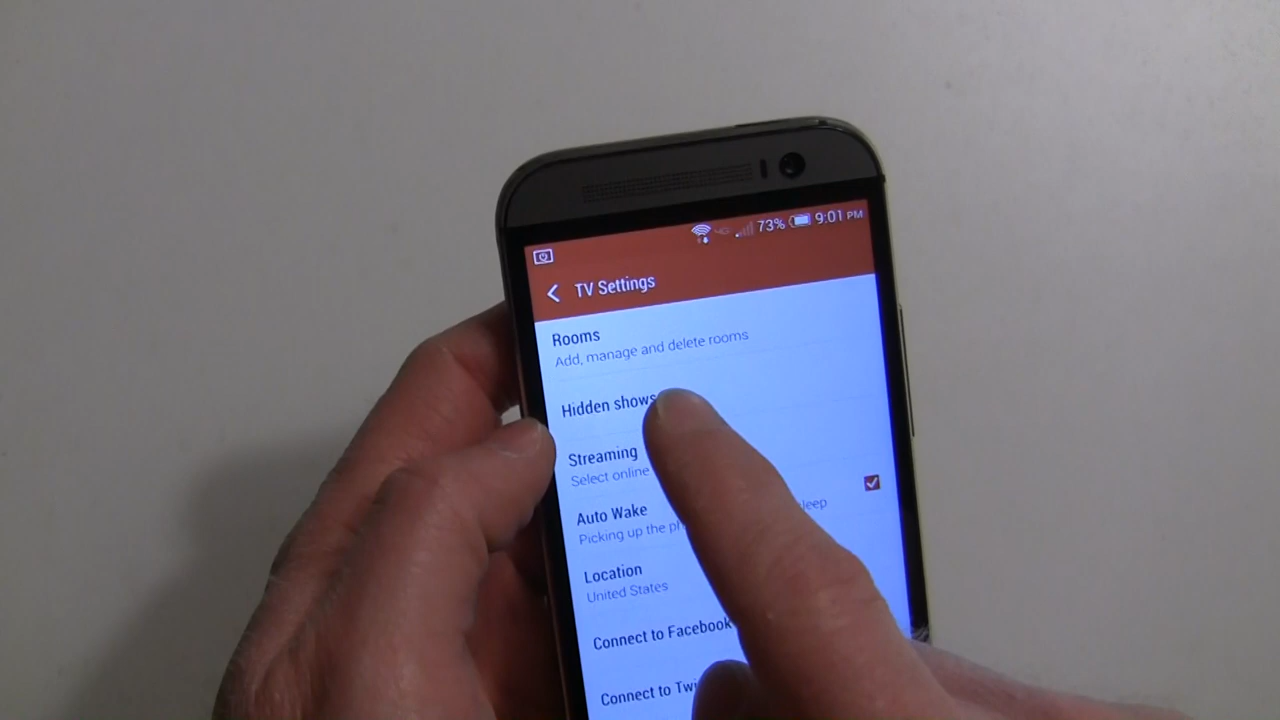 73% 9:01 PM
TV Settings
Rooms
Add, manage and delete rooms
Hidden shows
Streaming
Select online
Auto Wake
Picking up the
Location
United States
Connect to Facebook
Connect to